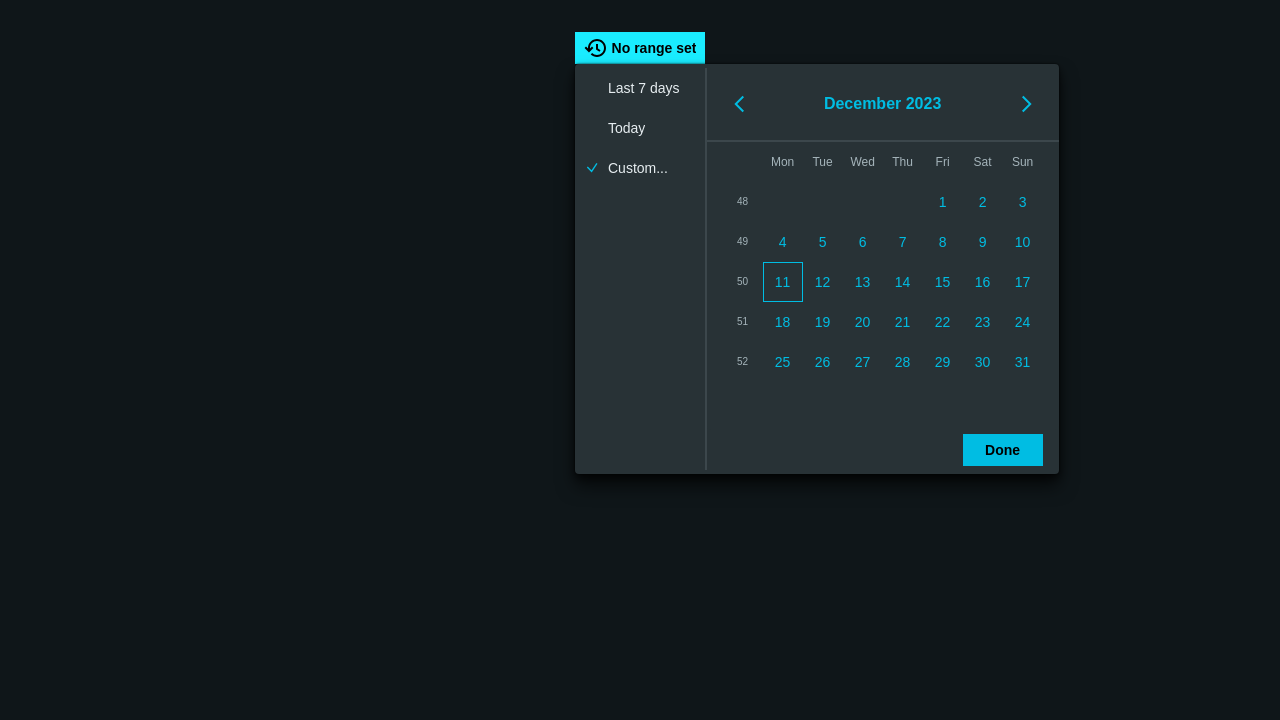 No range set
Last 7 days
Today
Custom...
December 2023
Mon Tue Wed Thu Fri Sat Sun
48 1 2 3
49 4 5 6 7 8 9 10
50 11 12 13 14 15 16 17
51 18 19 20 21 22 23 24
52 25 26 27 28 29 30 31
Done